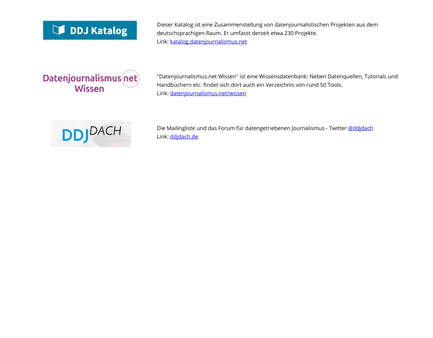 DDJ Katalog
Dieser Katalog ist eine Zusammenstellung von datenjournalistischen Projekten aus dem
deutschsprachigen Raum. Er umfasst derzeit etwa 230 Projekte.
Link: katalog.datenjournalismus.net
Datenjournalismus.net
Wissen
"Datenjournalismus.net Wissen" ist eine Wissensdatenbank: Neben Datenquellen, Tutorials und
Handbüchern etc. findet sich dort auch ein Verzeichnis von rund 50 Tools.
Link: datenjournalismus.net/wissen
DDJDACH
Die Mailingliste und das Forum für datengetriebenen Journalismus - Twitter @ddjdach
Link: ddjdach.de